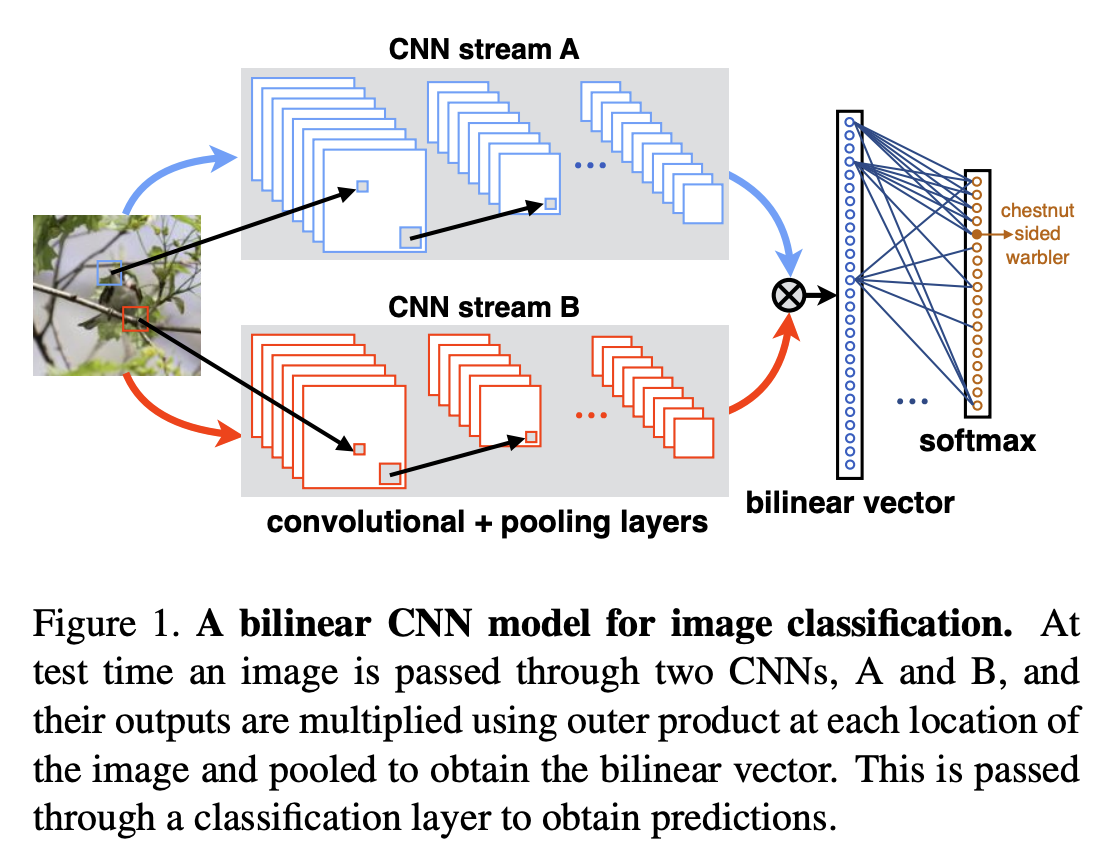 CNN stream A
chestnut
sided
warbler
CNN stream B
softmax
bilinear vector
convolutional + pooling layers
Figure 1. A bilinear CNN model for image classification. At
test time an image is passed through two CNNs, A and B, and
their outputs are multiplied using outer product at each location of
the image and pooled to obtain the bilinear vector. This is passed
through a classification layer to obtain predictions.